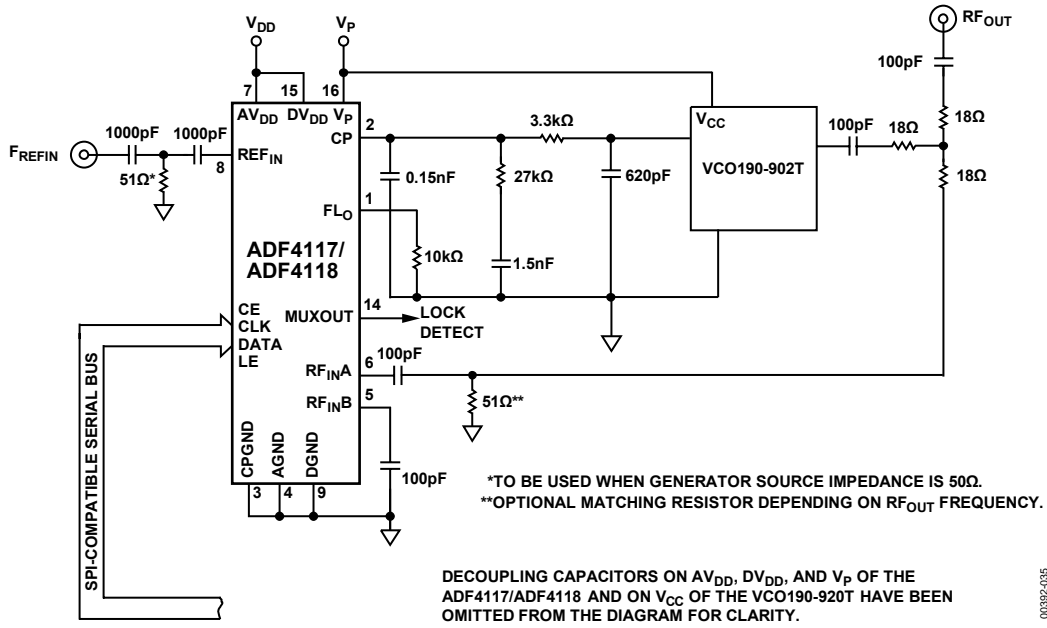 V_DD
V_P
RF_OUT
100pF
7 15 16
AV_DD DV_DD V_P
1000pF 1000pF
F_REFIN
REF_IN
8
51Ω*
CP
2
3.3kΩ
0.15nF
27kΩ
620pF
V_CC
VCO190-902T
100pF
18Ω
18Ω
18Ω
1
FL_O
10kΩ
1.5nF
ADF4117/
ADF4118
CE
CLK
DATA
LE
MUXOUT
14
LOCK
DETECT
SPI-COMPATIBLE SERIAL BUS
100pF
6
RF_INA
5
RF_INB
51Ω**
100pF
CPGND
AGND
DGND
3 4 9
*TO BE USED WHEN GENERATOR SOURCE IMPEDANCE IS 50Ω.
**OPTIONAL MATCHING RESISTOR DEPENDING ON RF_OUT FREQUENCY.
DECOUPLING CAPACITORS ON AV_DD, DV_DD, AND V_P OF THE
ADF4117/ADF4118 AND ON V_CC OF THE VCO190-920T HAVE BEEN
OMITTED FROM THE DIAGRAM FOR CLARITY.
00392-035